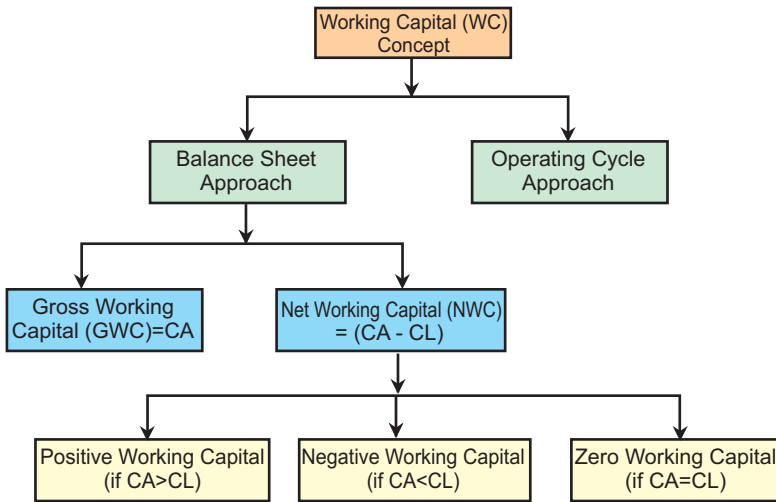 Working Capital (WC)
Concept
Balance Sheet
Approach
Operating Cycle
Approach
Gross Working
Capital (GWC)=CA
Net Working Capital (NWC)
= (CA - CL)
Positive Working Capital
(if CA>CL)
Negative Working Capital
(if CA<CL)
Zero Working Capital
(if CA=CL)